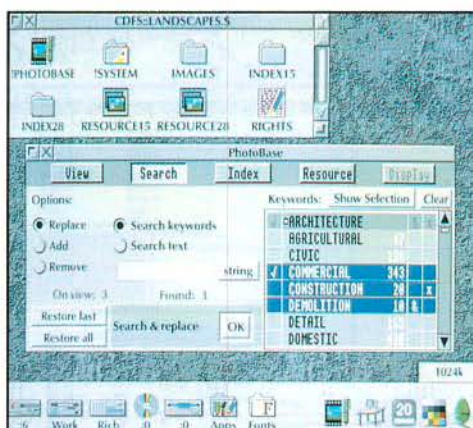 CDFS::LANDSCAPES.$
!PHOTOBASE !SYSTEM IMAGES INDEX15
INDEX28 RESOURCE15 RESOURCE28 RIGHTS
PhotoBase
View Search Index Resource Display
Options: Keywords: Show Selection Clear
Replace Search keywords
Add Search text
Remove string
On view: 3 Found: 1
Restore last
Restore all
Search & replace OK
ARCHITECTURE
AGRICULTURAL
CIVIC
COMMERCIAL 343
CONSTRUCTION 20 x
DEMOLITION 10 &
DETAIL
DOMESTIC
1024k
:6 Work Rich :0 :0 Apps Fonts
20